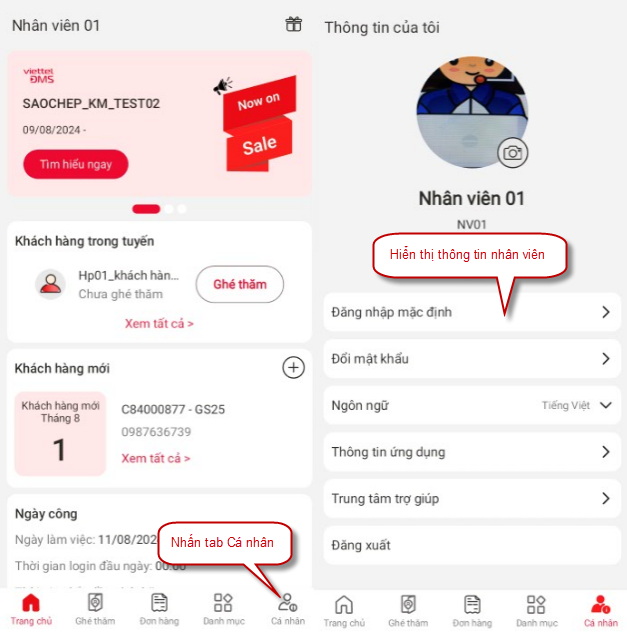 Nhân viên 01
viettel
DMS
SAOCHEP_KM_TEST02
09/08/2024 -
Tìm hiểu ngay
Now on
Sale
Khách hàng trong tuyến
Hp01_khách hàn...
Chưa ghé thăm
Ghé thăm
Xem tất cả >
Khách hàng mới
Khách hàng mới
Tháng 8
1
C84000877 - GS25
0987636739
Xem tất cả >
Ngày công
Ngày làm việc: 11/08/202
Thời gian login đầu ngày: 00:00
Nhấn tab Cá nhân
Trang chủ
Ghé thăm
Đơn hàng
Danh mục
Cá nhân
Thông tin của tôi
Nhân viên 01
NV01
Hiển thị thông tin nhân viên
Đăng nhập mặc định
Đổi mật khẩu
Ngôn ngữ
Tiếng Việt
Thông tin ứng dụng
Trung tâm trợ giúp
Đăng xuất
Trang chủ
Ghé thăm
Đơn hàng
Danh mục
Cá nhân